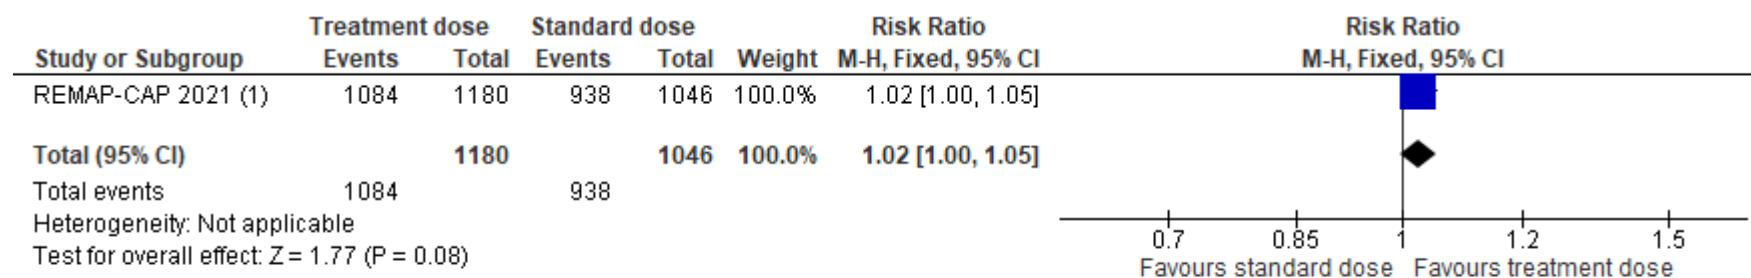 Treatment dose Standard dose Risk Ratio Risk Ratio
Study or Subgroup Events Total Events Total Weight M-H, Fixed, 95% CI M-H, Fixed, 95% CI
REMAP-CAP 2021 (1) 1084 1180 938 1046 100.0% 1.02 [1.00, 1.05]
Total (95% CI) 1180 1046 100.0% 1.02 [1.00, 1.05]
Total events 1084 938
Heterogeneity: Not applicable
Test for overall effect: Z = 1.77 (P = 0.08)
0.7 0.85 1 1.2 1.5
Favours standard dose Favours treatment dose